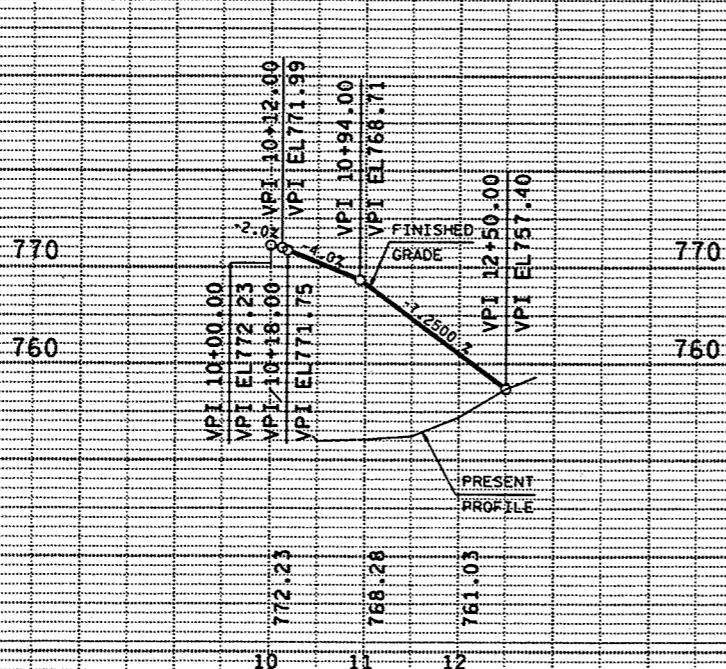 VPI 10+12.00
VPI EL771.99
VPI 10+94.00
VPI EL768.71
VPI 12+50.00
VPI EL757.40
-2.0%
770
-4.0%
FINISHED
GRADE
770
-7.2500 %
760
760
VPI 10+00.00
VPI EL772.23
VPI 10+18.00
VPI EL771.75
PRESENT
PROFILE
772.23
768.28
761.03
10
11
12